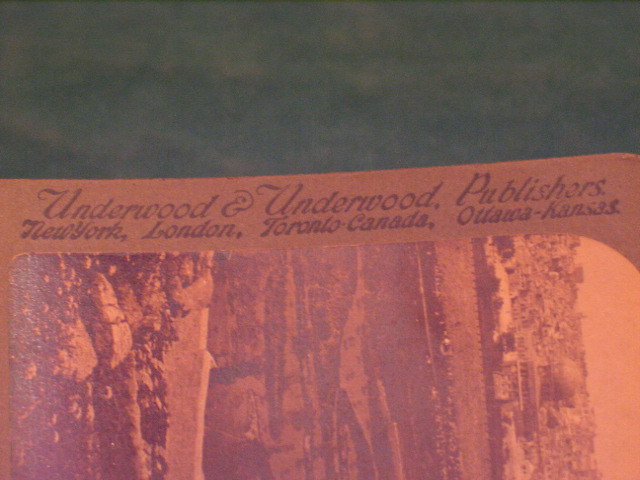 Underwood & Underwood, Publishers.
New York, London, Toronto-Canada, Ottawa-Kansas.